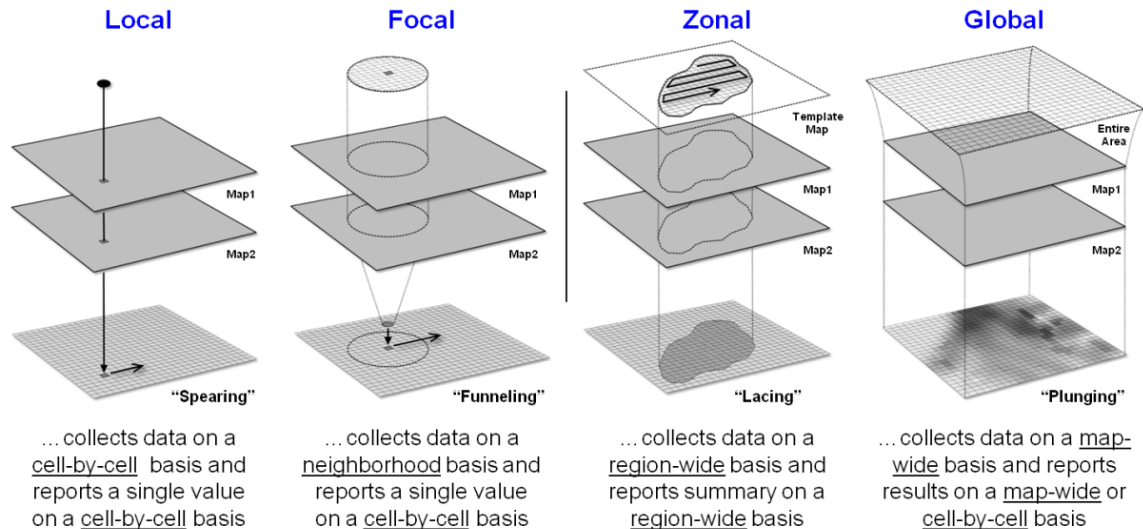 Local
Map1
Map2
“Spearing”
… collects data on a
cell-by-cell basis and
reports a single value
on a cell-by-cell basis
Focal
Map1
Map2
“Funneling”
… collects data on a
neighborhood basis and
reports a single value
on a cell-by-cell basis
Zonal
Template
Map
Map1
Map2
“Lacing”
… collects data on a
region-wide basis and
reports summary on a
region-wide basis
Global
Entire
Area
Map1
Map2
“Plunging”
… collects data on a map-
wide basis and reports
results on a map-wide or
cell-by-cell basis